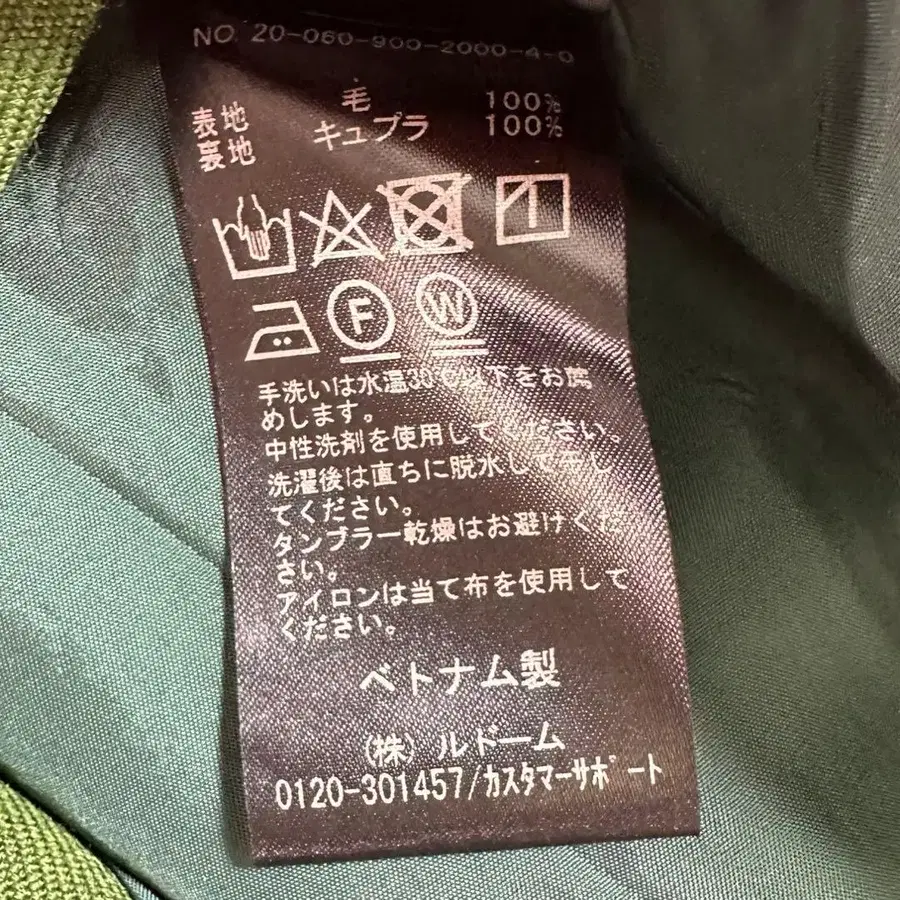 NO. 20-060-900-2000-4-0
表地 毛 100%
裏地 キュプラ 100%
F W
手洗いは水温30℃以下をお薦
めします。
中性洗剤を使用してください。
洗濯後は直ちに脱水して干し
てください。
タンブラー乾燥はお避けくだ
さい。
アイロンは当て布を使用して
ください。
ベトナム製
(株)ルドーム
0120-301457/カスタマーサポート